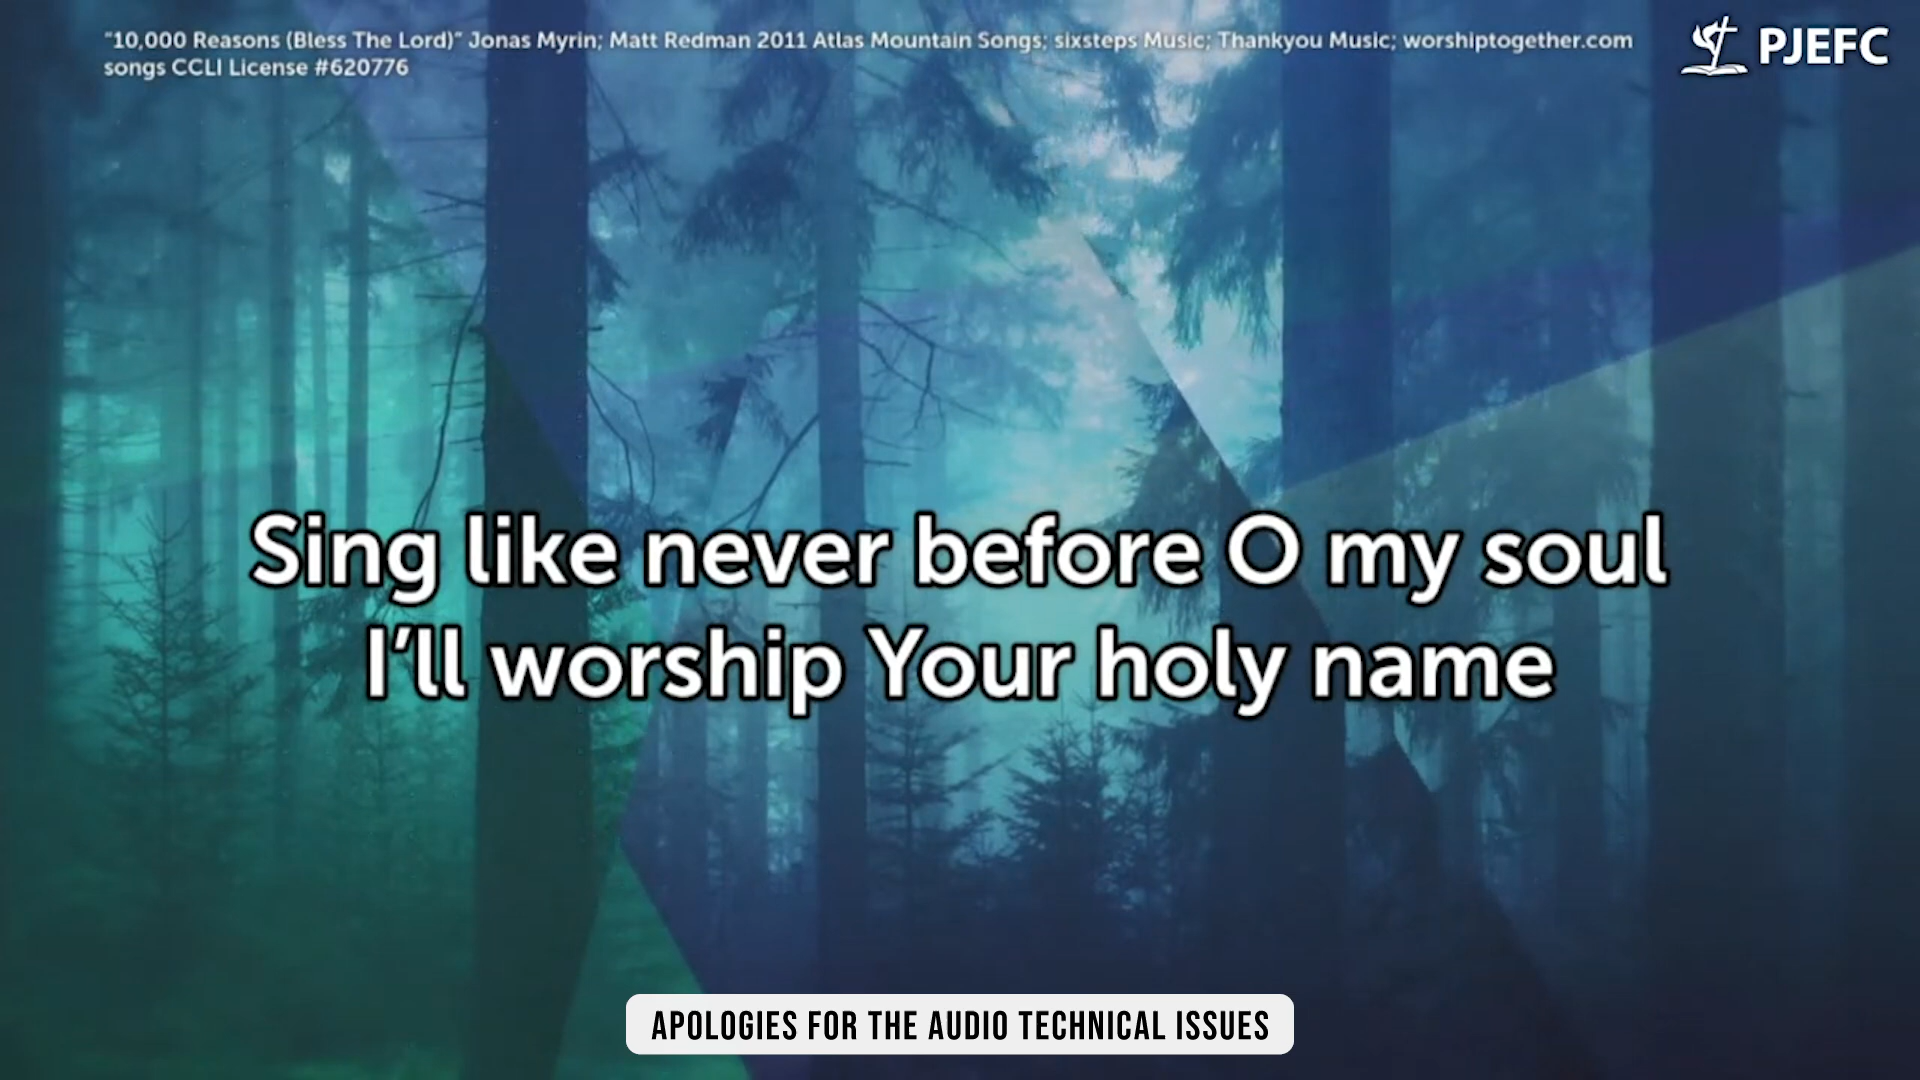 "10,000 Reasons (Bless The Lord)" Jonas Myrin; Matt Redman 2011 Atlas Mountain Songs; sixsteps Music; Thankyou Music; worshiptogether.com
songs CCLI License #620776
PJEFC
Sing like never before O my soul
I’ll worship Your holy name
APOLOGIES FOR THE AUDIO TECHNICAL ISSUES